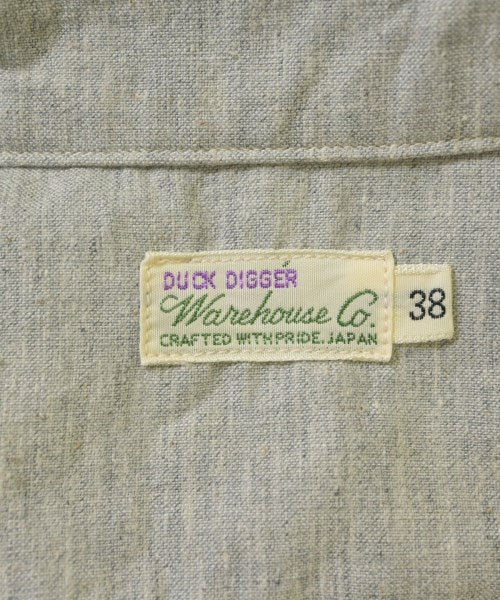 DUCK DIGGER
Warehouse Co.
CRAFTED WITH PRIDE. JAPAN
38